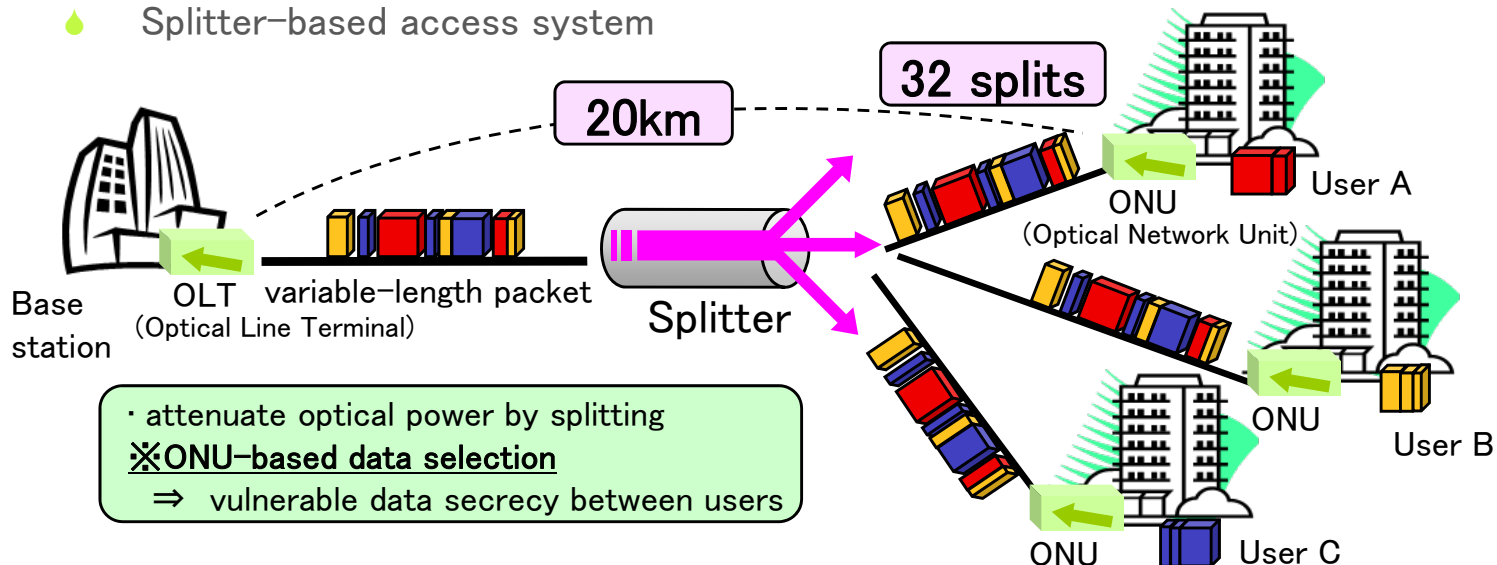 Splitter-based access system
32 splits
20km
User A
ONU
(Optical Network Unit)
OLT
(Optical Line Terminal)
variable-length packet
Splitter
Base
station
ONU
User B
・attenuate optical power by splitting
※ONU-based data selection
⇒ vulnerable data secrecy between users
ONU
User C